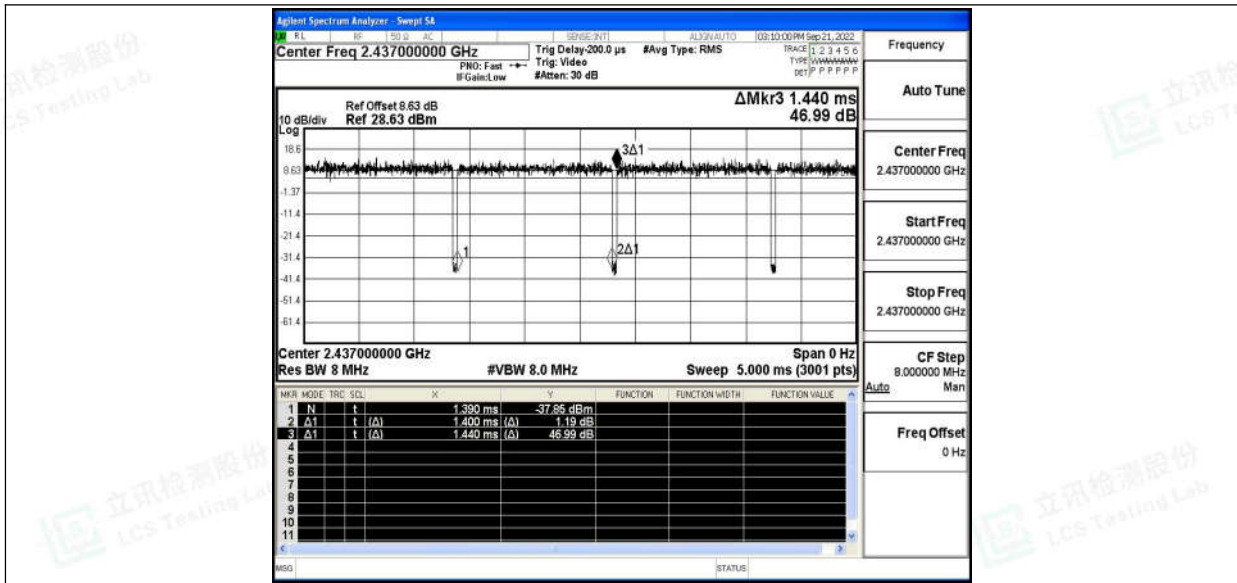 Agilent Spectrum Analyzer - Swept SA
RL RF 50 Ω AC SENSE:INT ALIGN AUTO 03:10:00 PM Sep 21, 2022
Center Freq 2.437000000 GHz
PNO: Fast
IFGain:Low
Trig Delay-200.0 µs
Trig: Video
#Atten: 30 dB
#Avg Type: RMS
TRACE 1 2 3 4 5 6
TYPE
DET P P P P P P
Ref Offset 8.63 dB
10 dB/div Ref 28.63 dBm
Log
ΔMkr3 1.440 ms
46.99 dB
18.6
8.63
-1.37
-11.4
-21.4
-31.4
-41.4
-51.4
-61.4
3Δ1
1
2Δ1
Center 2.437000000 GHz Span 0 Hz
Res BW 8 MHz #VBW 8.0 MHz Sweep 5.000 ms (3001 pts)
MKR MODE TRC SCL X Y FUNCTION FUNCTION WIDTH FUNCTION VALUE
1 N t 1.390 ms -37.85 dBm
2 Δ1 t (Δ) 1.400 ms (Δ) 1.19 dB
3 Δ1 t (Δ) 1.440 ms (Δ) 46.99 dB
4
5
6
7
8
9
10
11
MSG STATUS
Frequency
Auto Tune
Center Freq
2.437000000 GHz
Start Freq
2.437000000 GHz
Stop Freq
2.437000000 GHz
CF Step
8.000000 MHz
Auto Man
Freq Offset
0 Hz
立讯检测股份
LCS Testing Lab